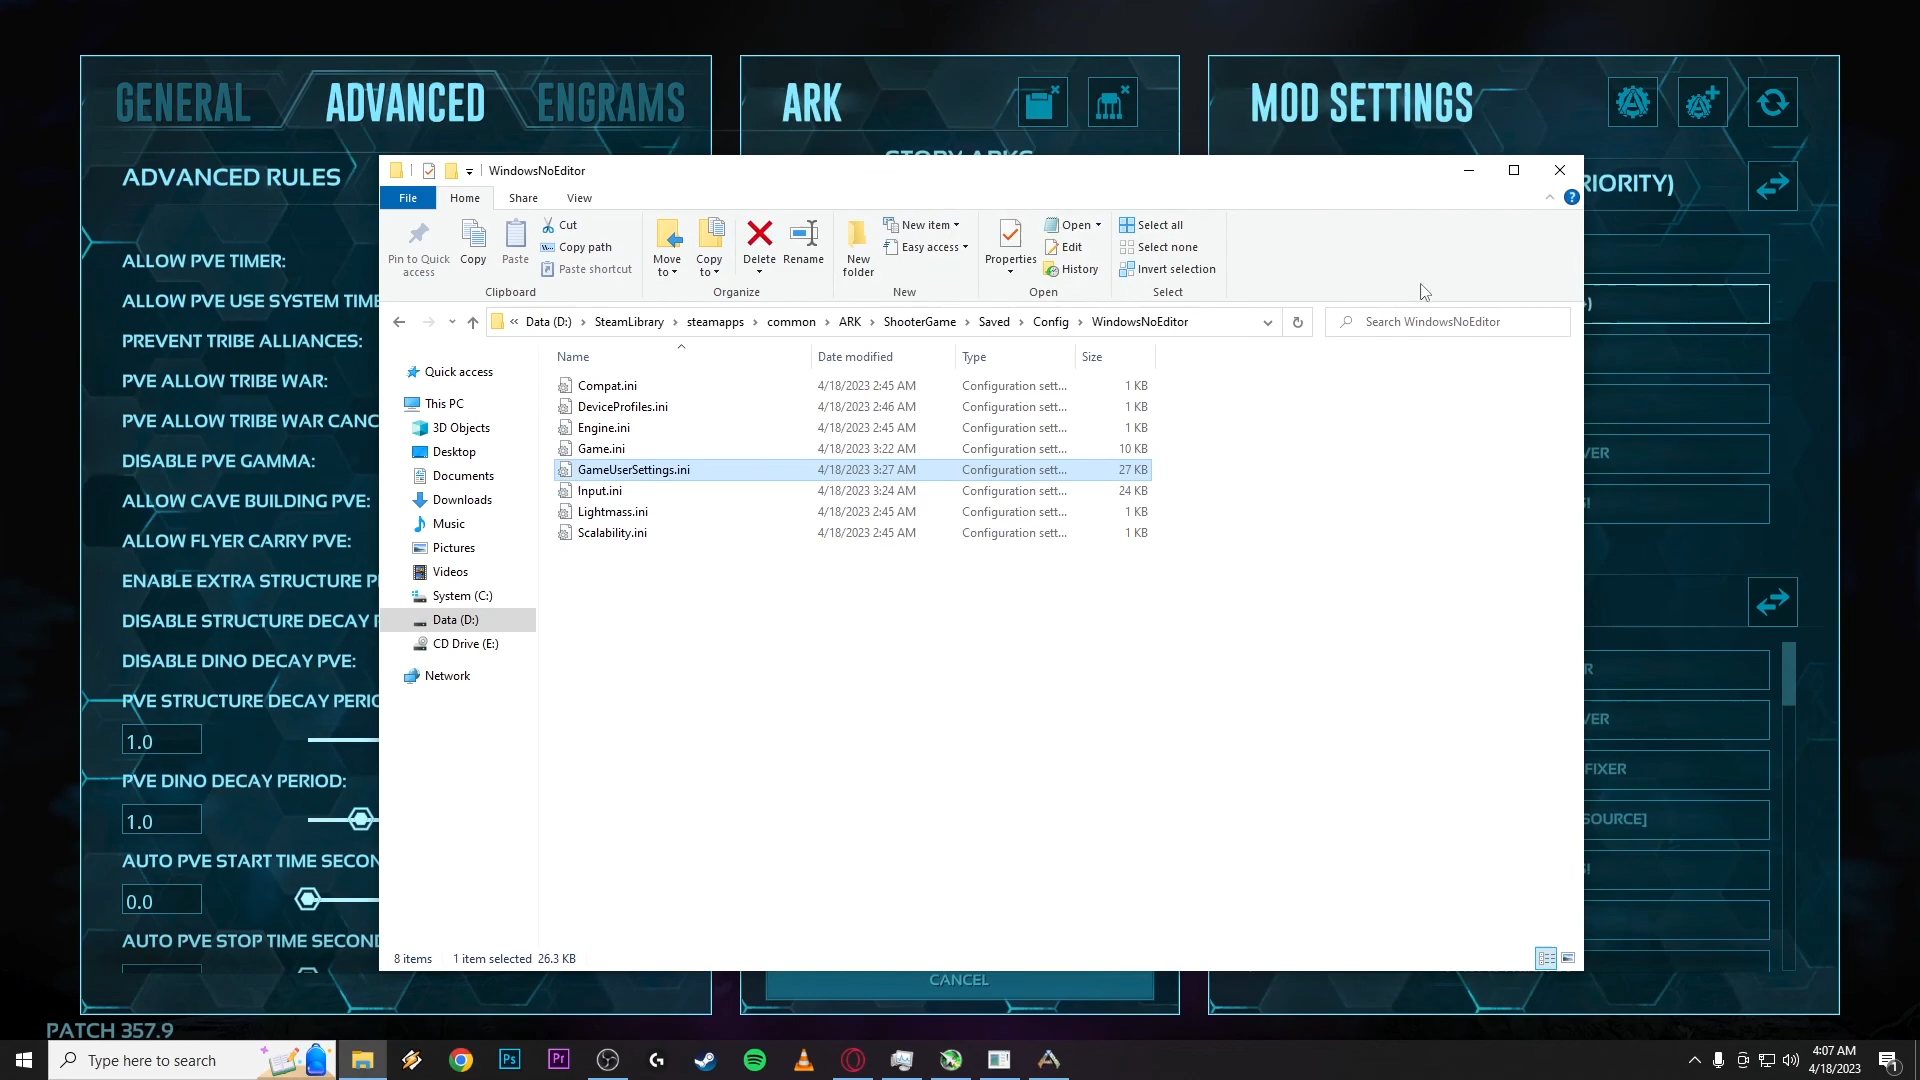 GENERAL
ADVANCED
ENGRAMS
ADVANCED RULES
ALLOW PVE TIMER:
ALLOW PVE USE SYSTEM TIME
PREVENT TRIBE ALLIANCES:
PVE ALLOW TRIBE WAR:
PVE ALLOW TRIBE WAR CANC
DISABLE PVE GAMMA:
ALLOW CAVE BUILDING PVE:
ALLOW FLYER CARRY PVE:
ENABLE EXTRA STRUCTURE P
DISABLE STRUCTURE DECAY P
DISABLE DINO DECAY PVE:
PVE STRUCTURE DECAY PERIO
1.0
PVE DINO DECAY PERIOD:
1.0
AUTO PVE START TIME SECON
0.0
AUTO PVE STOP TIME SECOND
PATCH 357.9
ARK
STORY ARKS
CANCEL
MOD SETTINGS
RIORITY)
VER
VER
FIXER
SOURCE]
WindowsNoEditor
File
Home
Share
View
Pin to Quick
access
Copy
Paste
Cut
Copy path
Paste shortcut
Clipboard
Move
to
Copy
to
Delete
Rename
Organize
New
folder
New item
Easy access
New
Properties
Open
Edit
History
Open
Select all
Select none
Invert selection
Select
« Data (D:) › SteamLibrary › steamapps › common › ARK › ShooterGame › Saved › Config › WindowsNoEditor
Search WindowsNoEditor
Quick access
This PC
3D Objects
Desktop
Documents
Downloads
Music
Pictures
Videos
System (C:)
Data (D:)
CD Drive (E:)
Network
Name Date modified Type Size
Compat.ini 4/18/2023 2:45 AM Configuration sett... 1 KB
DeviceProfiles.ini 4/18/2023 2:46 AM Configuration sett... 1 KB
Engine.ini 4/18/2023 2:45 AM Configuration sett... 1 KB
Game.ini 4/18/2023 3:22 AM Configuration sett... 10 KB
GameUserSettings.ini 4/18/2023 3:27 AM Configuration sett... 27 KB
Input.ini 4/18/2023 3:24 AM Configuration sett... 24 KB
Lightmass.ini 4/18/2023 2:45 AM Configuration sett... 1 KB
Scalability.ini 4/18/2023 2:45 AM Configuration sett... 1 KB
8 items 1 item selected 26.3 KB
Type here to search
Ps
Pr
4:07 AM
4/18/2023
1